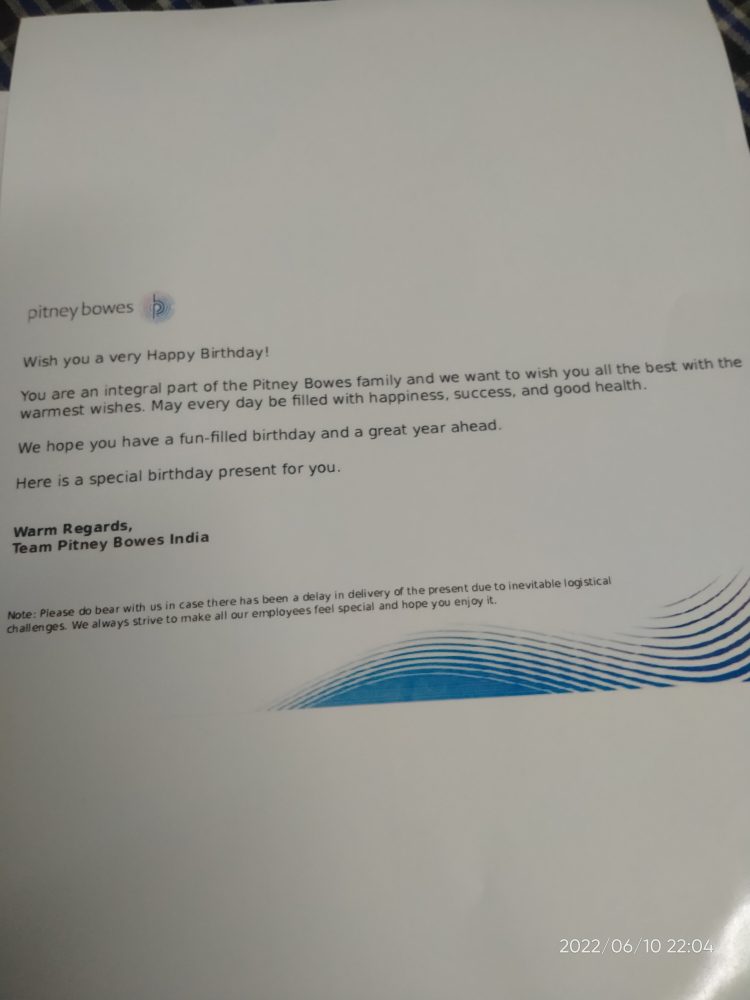 pitney bowes
Wish you a very Happy Birthday!
You are an integral part of the Pitney Bowes family and we want to wish you all the best with the
warmest wishes. May every day be filled with happiness, success, and good health.
We hope you have a fun-filled birthday and a great year ahead.
Here is a special birthday present for you.
Warm Regards,
Team Pitney Bowes India
Note: Please do bear with us in case there has been a delay in delivery of the present due to inevitable logistical
challenges. We always strive to make all our employees feel special and hope you enjoy it.
2022/06/10 22:04